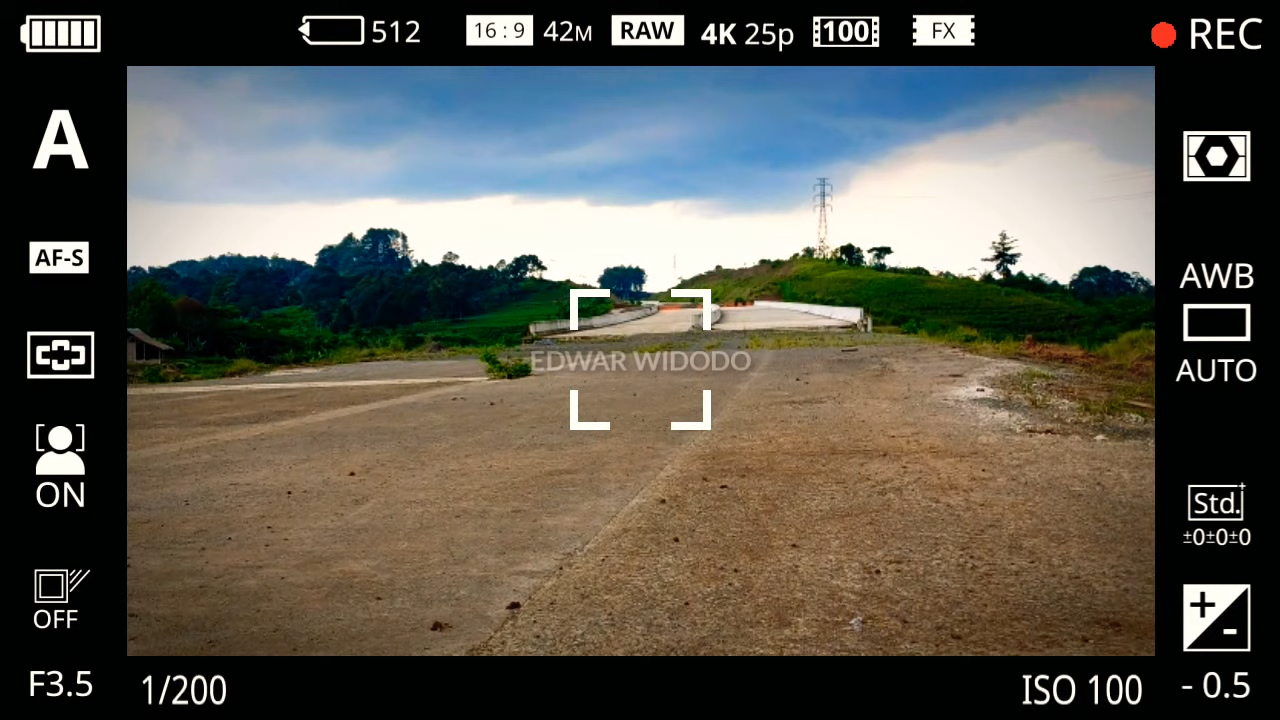 512
16:9
42M
RAW
4K 25p
100
FX
REC
A
AF-S
ON
OFF
F3.5
1/200
EDWAR WIDODO
AWB
AUTO
Std.+
±0±0±0
+
-
ISO 100
- 0.5